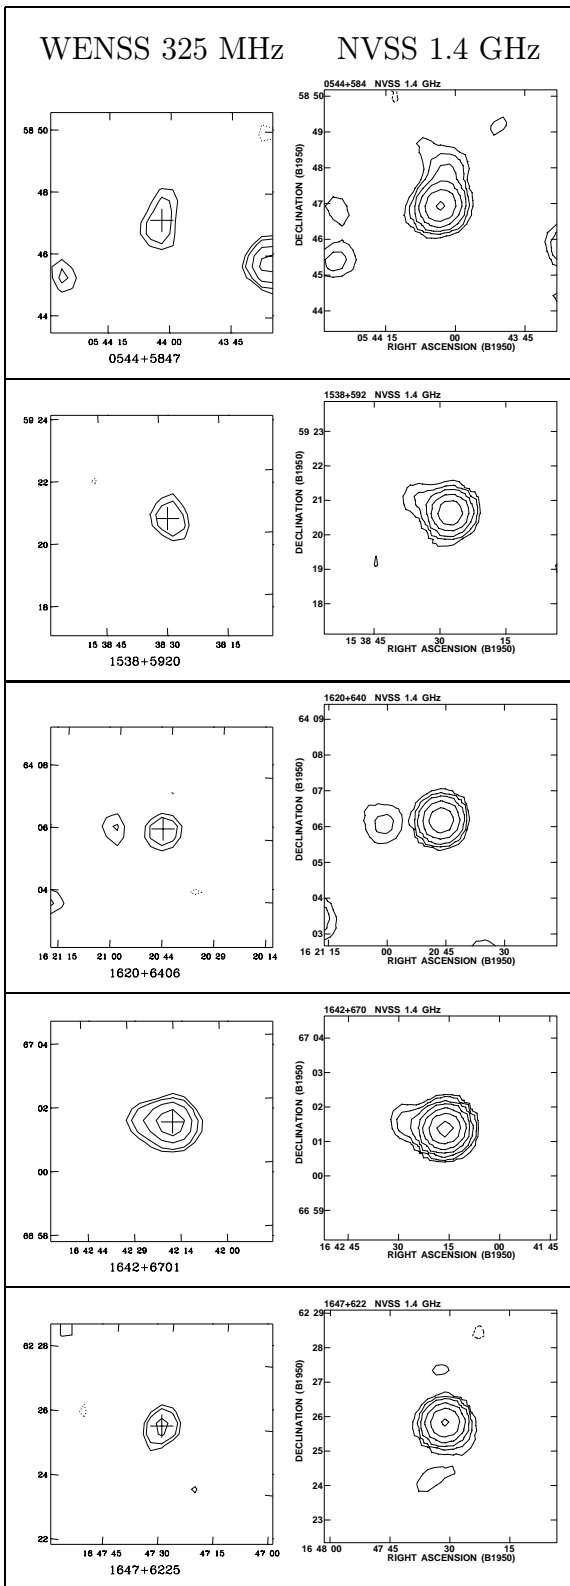 WENSS 325 MHz NVSS 1.4 GHz
58 50
48
46
44
05 44 15 44 00 43 45
0544+5847
0544+584 NVSS 1.4 GHz
DECLINATION (B1950)
58 50
49
48
47
46
45
44
05 44 15 00 43 45
RIGHT ASCENSION (B1950)
59 24
22
20
18
15 38 45 38 30 38 15
1538+5920
1538+592 NVSS 1.4 GHz
DECLINATION (B1950)
59 23
22
21
20
19
18
15 38 45 30 15
RIGHT ASCENSION (B1950)
64 08
06
04
16 21 15 21 00 20 44 20 29 20 14
1620+6406
1620+640 NVSS 1.4 GHz
DECLINATION (B1950)
64 09
08
07
06
05
04
03
16 21 15 00 20 45 30
RIGHT ASCENSION (B1950)
67 04
02
00
66 58
16 42 44 42 29 42 14 42 00
1642+6701
1642+670 NVSS 1.4 GHz
DECLINATION (B1950)
67 04
03
02
01
00
66 59
16 42 45 30 15 00 41 45
RIGHT ASCENSION (B1950)
62 28
26
24
22
16 47 45 47 30 47 15 47 00
1647+6225
1647+622 NVSS 1.4 GHz
DECLINATION (B1950)
62 29
28
27
26
25
24
23
16 48 00 47 45 30 15
RIGHT ASCENSION (B1950)